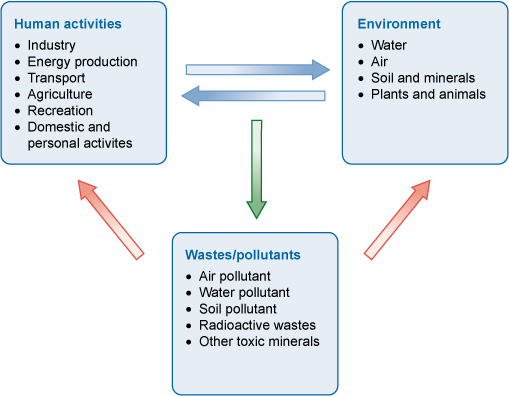 Human activities
• Industry
• Energy production
• Transport
• Agriculture
• Recreation
• Domestic and
personal activites
Environment
• Water
• Air
• Soil and minerals
• Plants and animals
Wastes/pollutants
• Air pollutant
• Water pollutant
• Soil pollutant
• Radioactive wastes
• Other toxic minerals